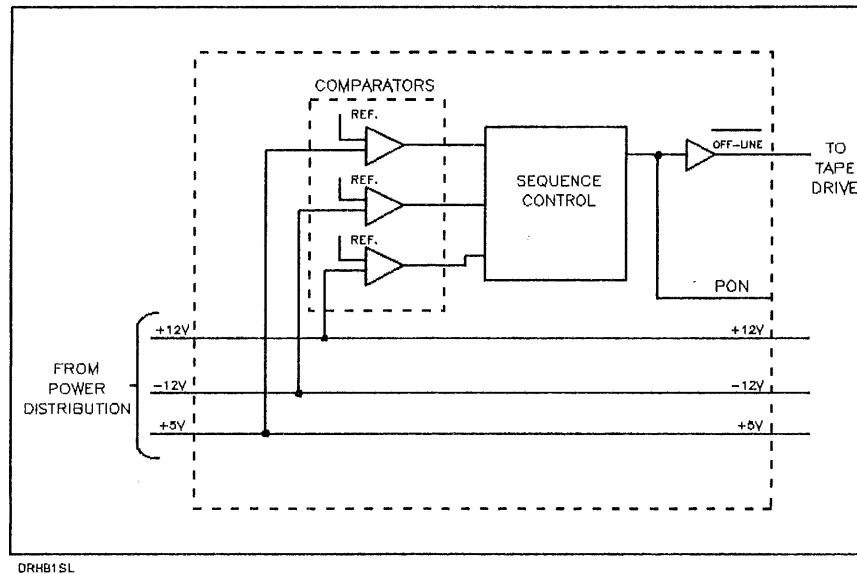 COMPARATORS
REF.
REF.
REF.
SEQUENCE
CONTROL
OFF-LINE
TO
TAPE
DRIVE
PON
FROM
POWER
DISTRIBUTION
+12V
+12V
-12V
-12V
+5V
+5V
DRHB1SL